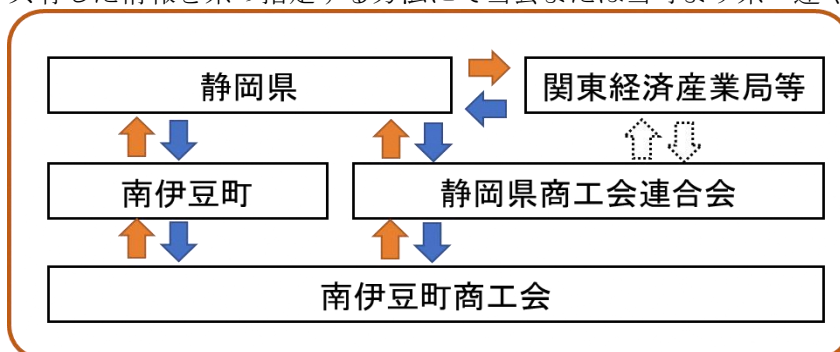 静岡県
関東経済産業局等
南伊豆町
静岡県商工会連合会
南伊豆町商工会